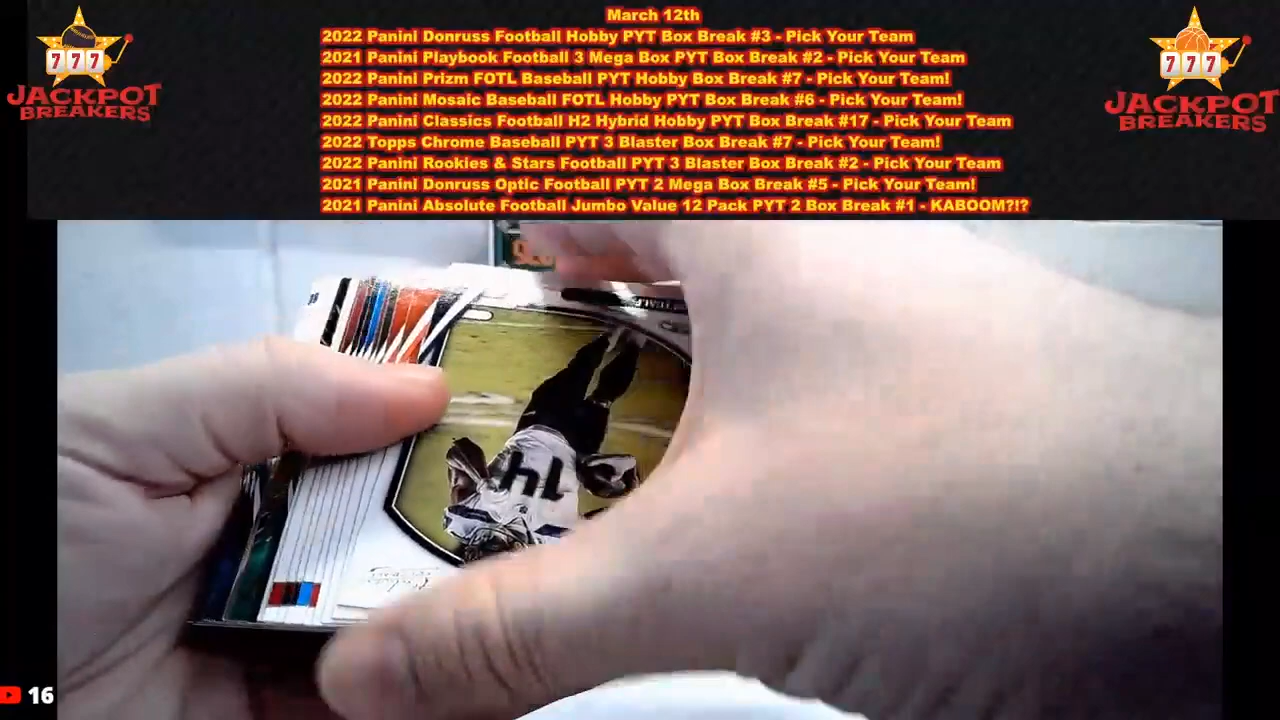 March 12th
2022 Panini Donruss Football Hobby PYT Box Break #3 - Pick Your Team
2021 Panini Playbook Football 3 Mega Box PYT Box Break #2 - Pick Your Team
2022 Panini Prizm FOTL Baseball PYT Hobby Box Break #7 - Pick Your Team!
2022 Panini Mosaic Baseball FOTL Hobby PYT Box Break #6 - Pick Your Team!
2022 Panini Classics Football H2 Hybrid Hobby PYT Box Break #17 - Pick Your Team
2022 Topps Chrome Baseball PYT 3 Blaster Box Break #7 - Pick Your Team!
2022 Panini Rookies & Stars Football PYT 3 Blaster Box Break #2 - Pick Your Team
2021 Panini Donruss Optic Football PYT 2 Mega Box Break #5 - Pick Your Team!
2021 Panini Absolute Football Jumbo Value 12 Pack PYT 2 Box Break #1 - KABOOM?!?
777
JACKPOT
BREAKERS
777
JACKPOT
BREAKERS
14
16